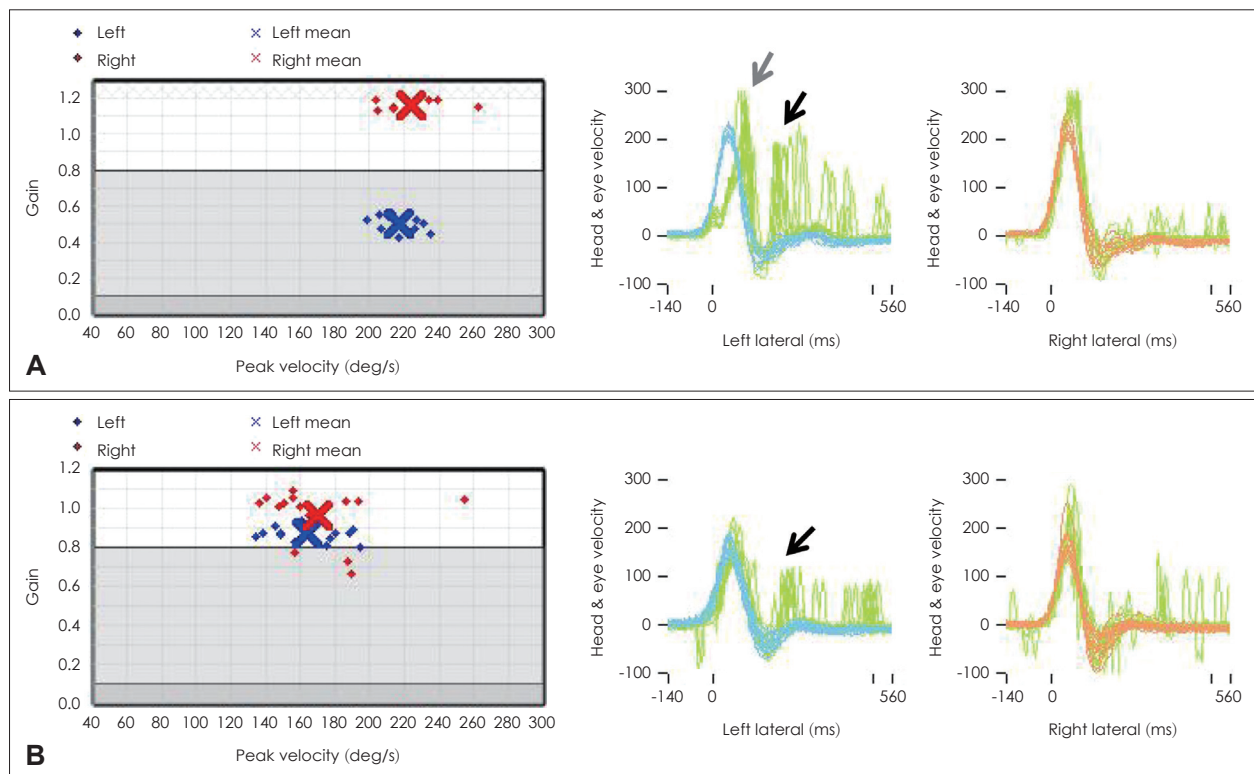 Left
Left mean
Right
Right mean
Gain
1.2
1.0
0.8
0.6
0.4
0.2
0.0
40 60 80 100 120 140 160 180 200 220 240 260 280 300
Peak velocity (deg/s)
A
Head & eye velocity
300
200
100
0
-100
-140 0 560
Left lateral (ms)
Head & eye velocity
300
200
100
0
-100
-140 0 560
Right lateral (ms)
Left
Left mean
Right
Right mean
Gain
1.2
1.0
0.8
0.6
0.4
0.2
0.0
40 60 80 100 120 140 160 180 200 220 240 260 280 300
Peak velocity (deg/s)
B
Head & eye velocity
300
200
100
0
-100
-140 0 560
Left lateral (ms)
Head & eye velocity
300
200
100
0
-100
-140 0 560
Right lateral (ms)